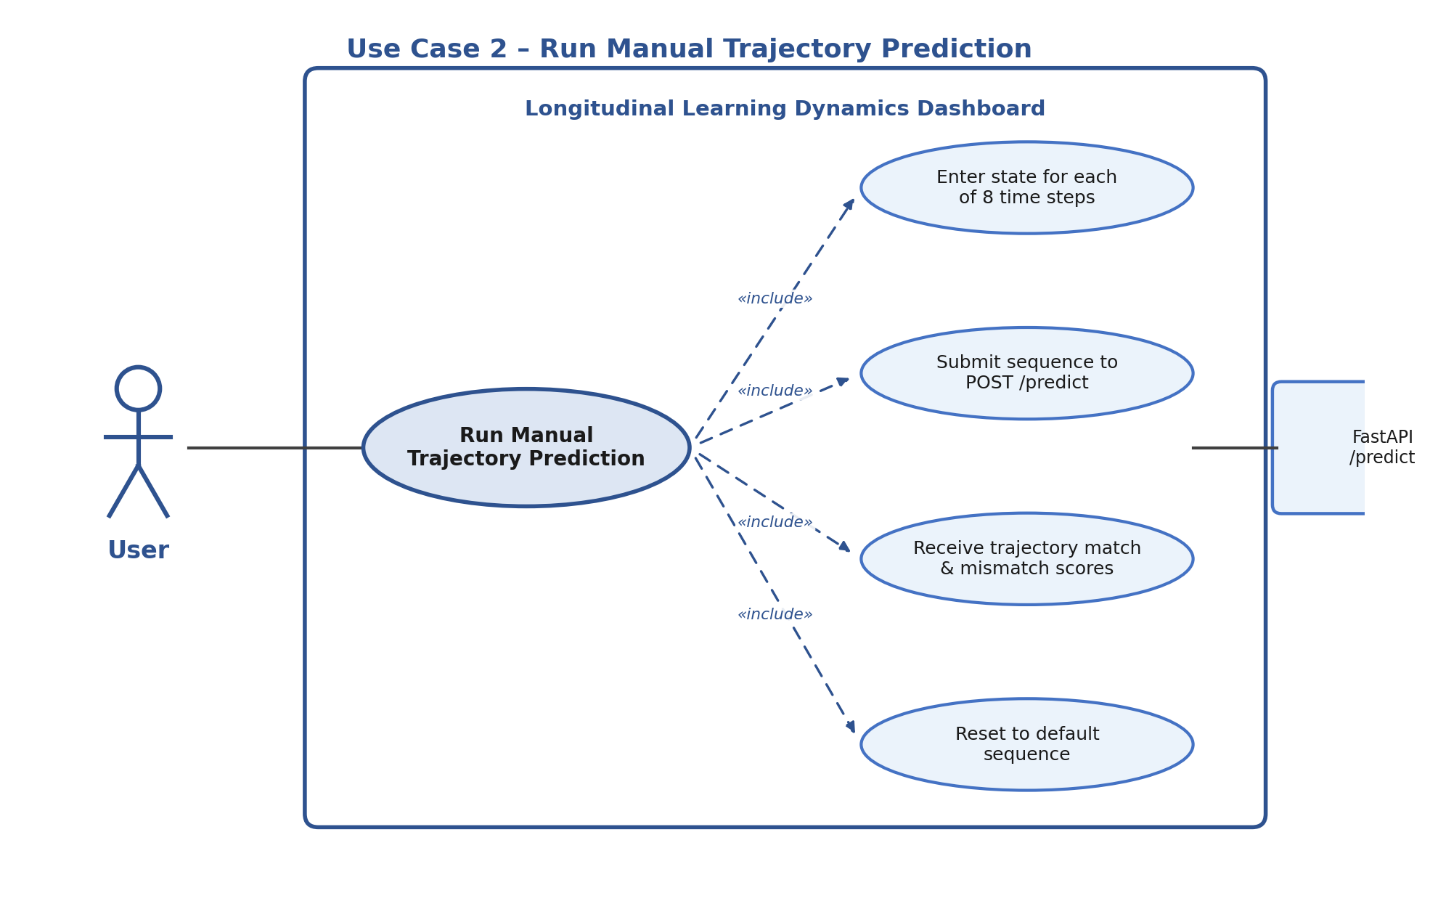 Use Case 2 – Run Manual Trajectory Prediction
Longitudinal Learning Dynamics Dashboard
Enter state for each
of 8 time steps
«include»
Submit sequence to
POST /predict
«include»
Run Manual
Trajectory Prediction
FastAPI
/predict
«include»
Receive trajectory match
& mismatch scores
User
«include»
Reset to default
sequence